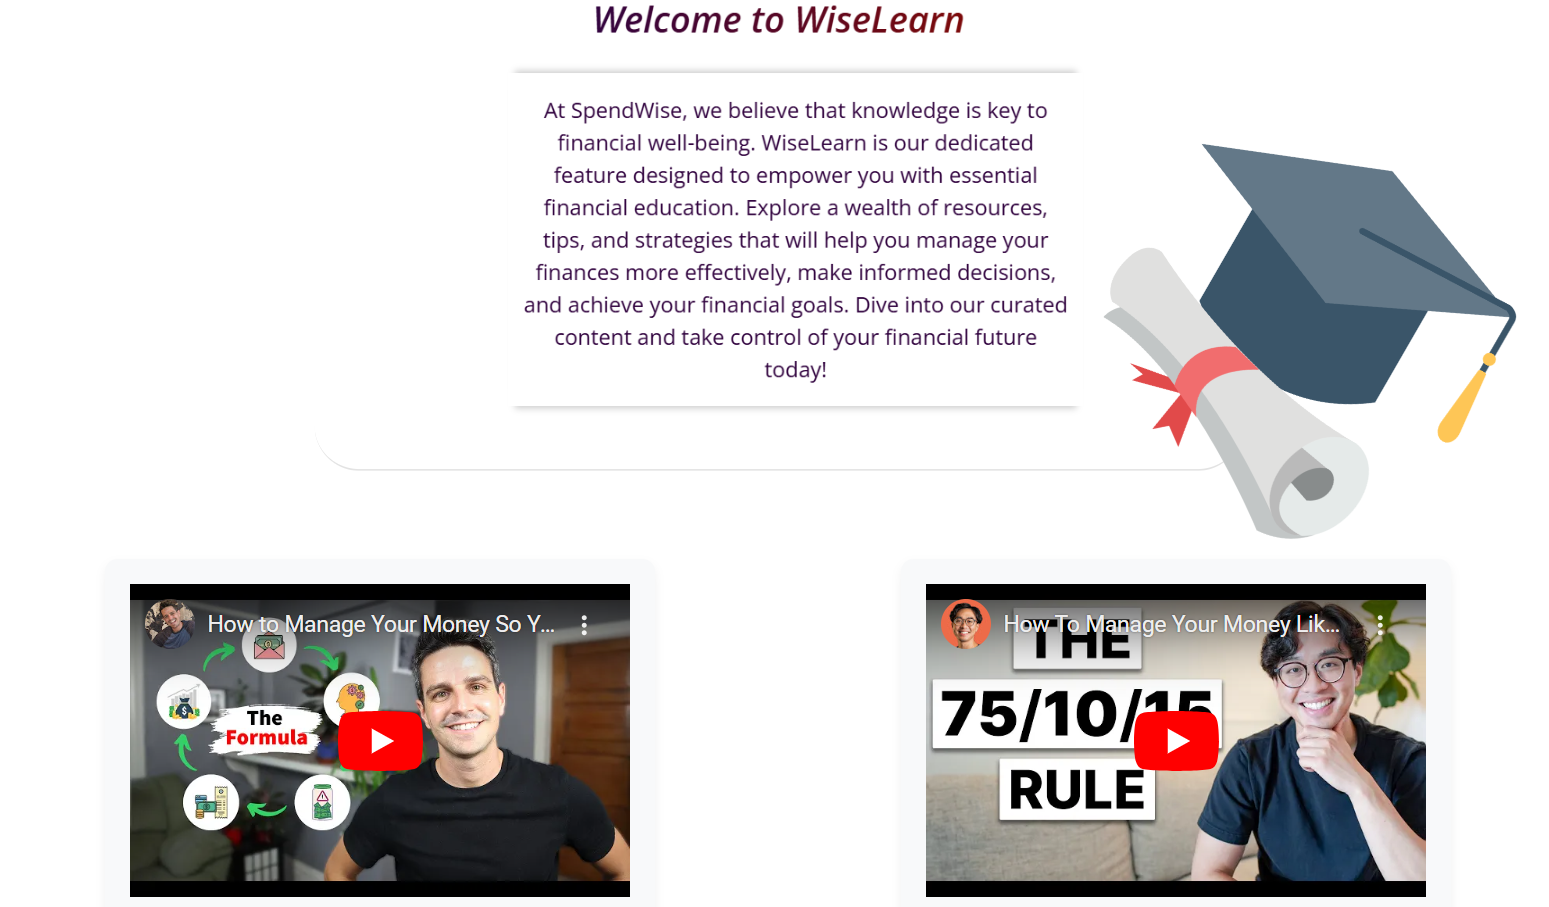 Welcome to WiseLearn
At SpendWise, we believe that knowledge is key to
financial well-being. WiseLearn is our dedicated
feature designed to empower you with essential
financial education. Explore a wealth of resources,
tips, and strategies that will help you manage your
finances more effectively, make informed decisions,
and achieve your financial goals. Dive into our curated
content and take control of your financial future
today!
How to Manage Your Money So Y...
The
Formula
How To Manage Your Money Lik...
THE
75/10/15
RULE